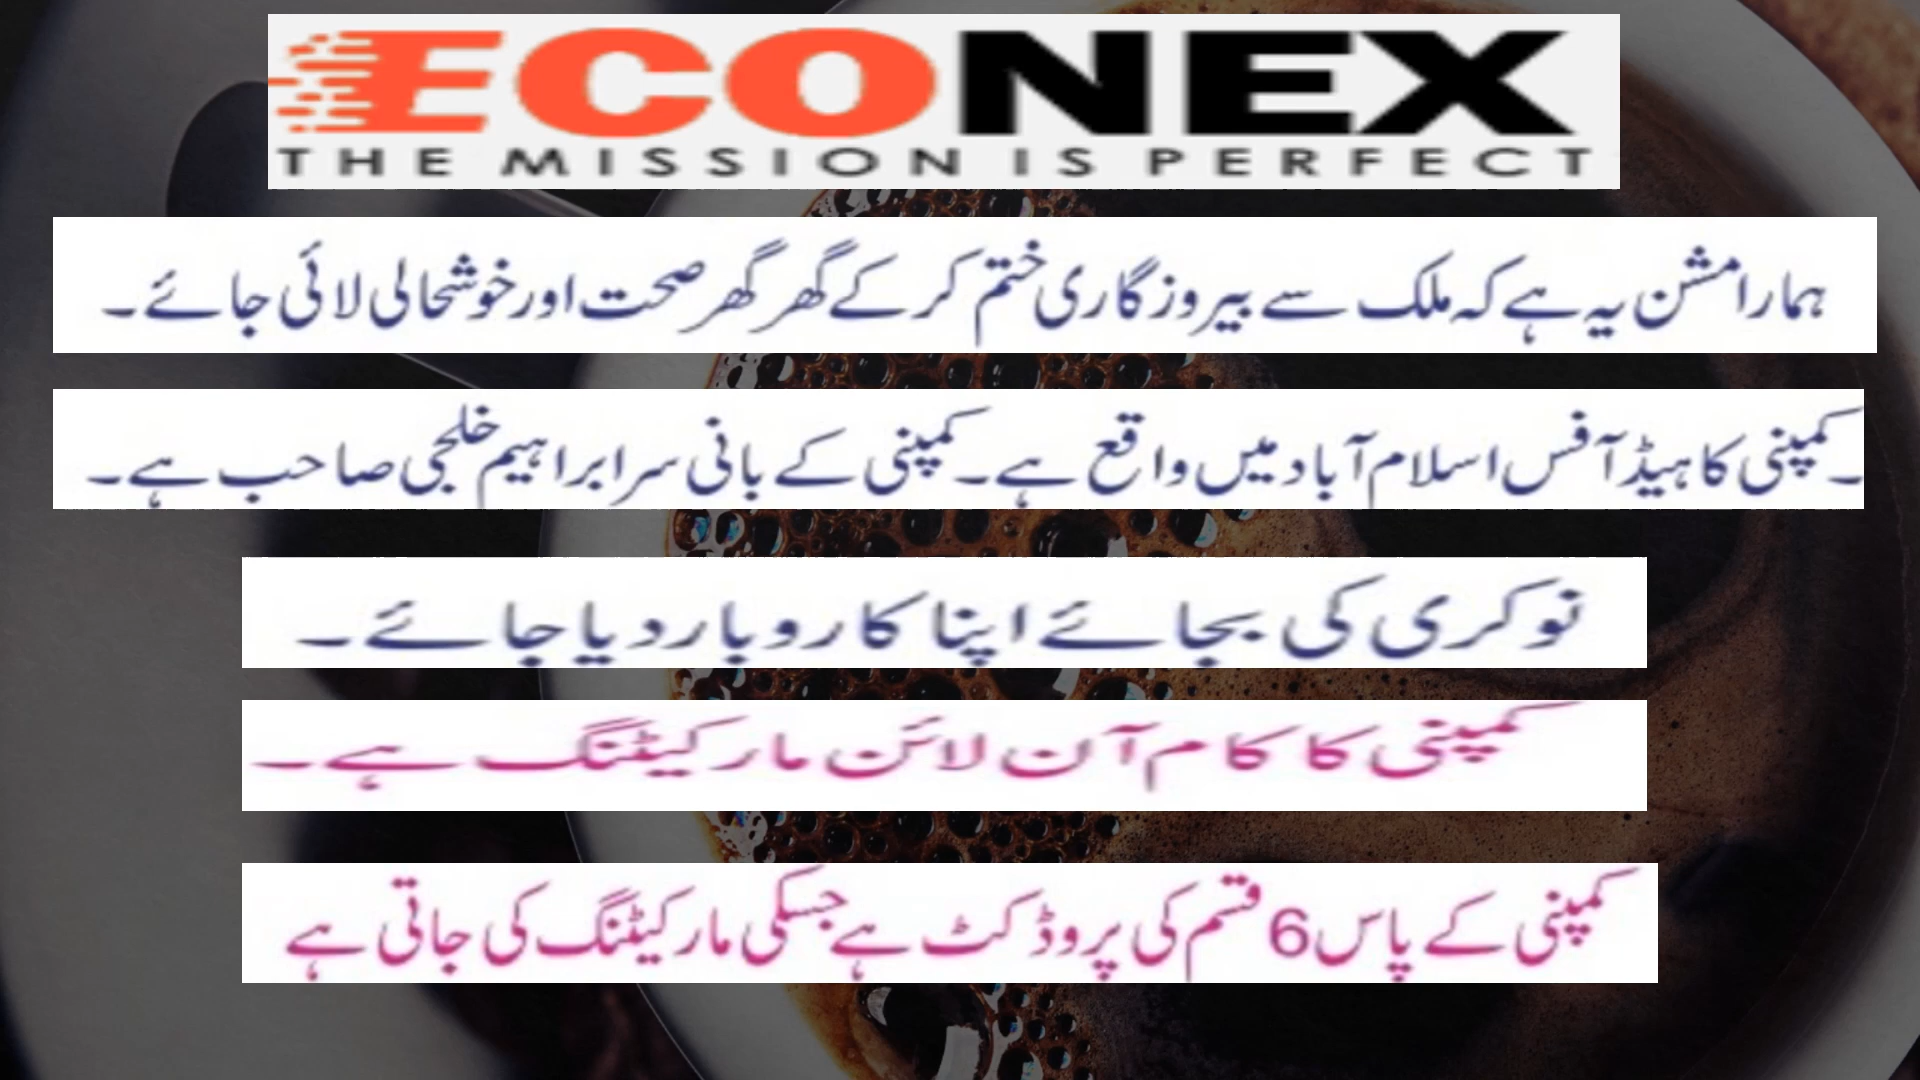 ECONEX
THE MISSION IS PERFECT
ہمارا مشن یہ ہے کہ ملک سے بیروزگاری ختم کر کے گھر گھر صحت اور خوشحالی لائی جائے۔
۔کمپنی کا ہیڈ آفس اسلام آباد میں واقع ہے۔ کمپنی کے بانی سر ابراہیم خلجی صاحب ہے۔
نوکری کی بجائے اپنا کاروبار دیا جائے۔
کمپنی کا کام آن لائن مارکیٹنگ ہے۔
کمپنی کے پاس 6 قسم کی پروڈکٹ ہے جسکی مارکیٹنگ کی جاتی ہے